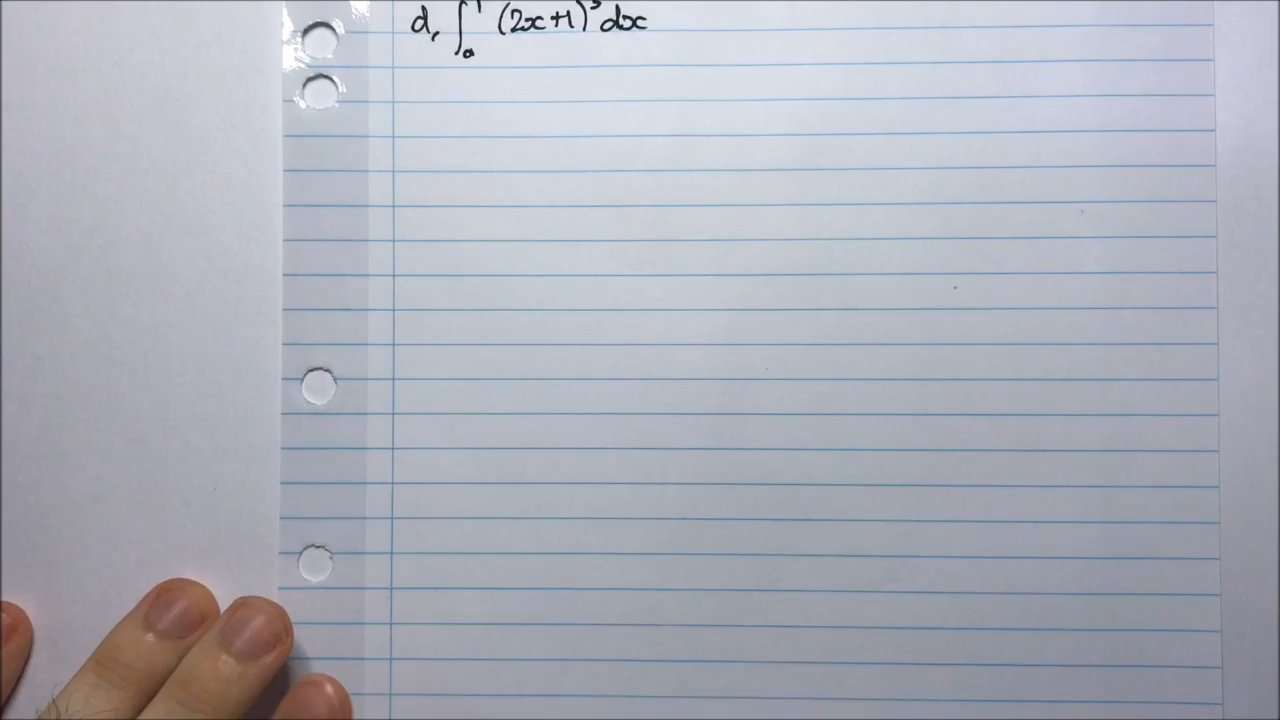 d, ∫₀¹ (2x+1)³ dx